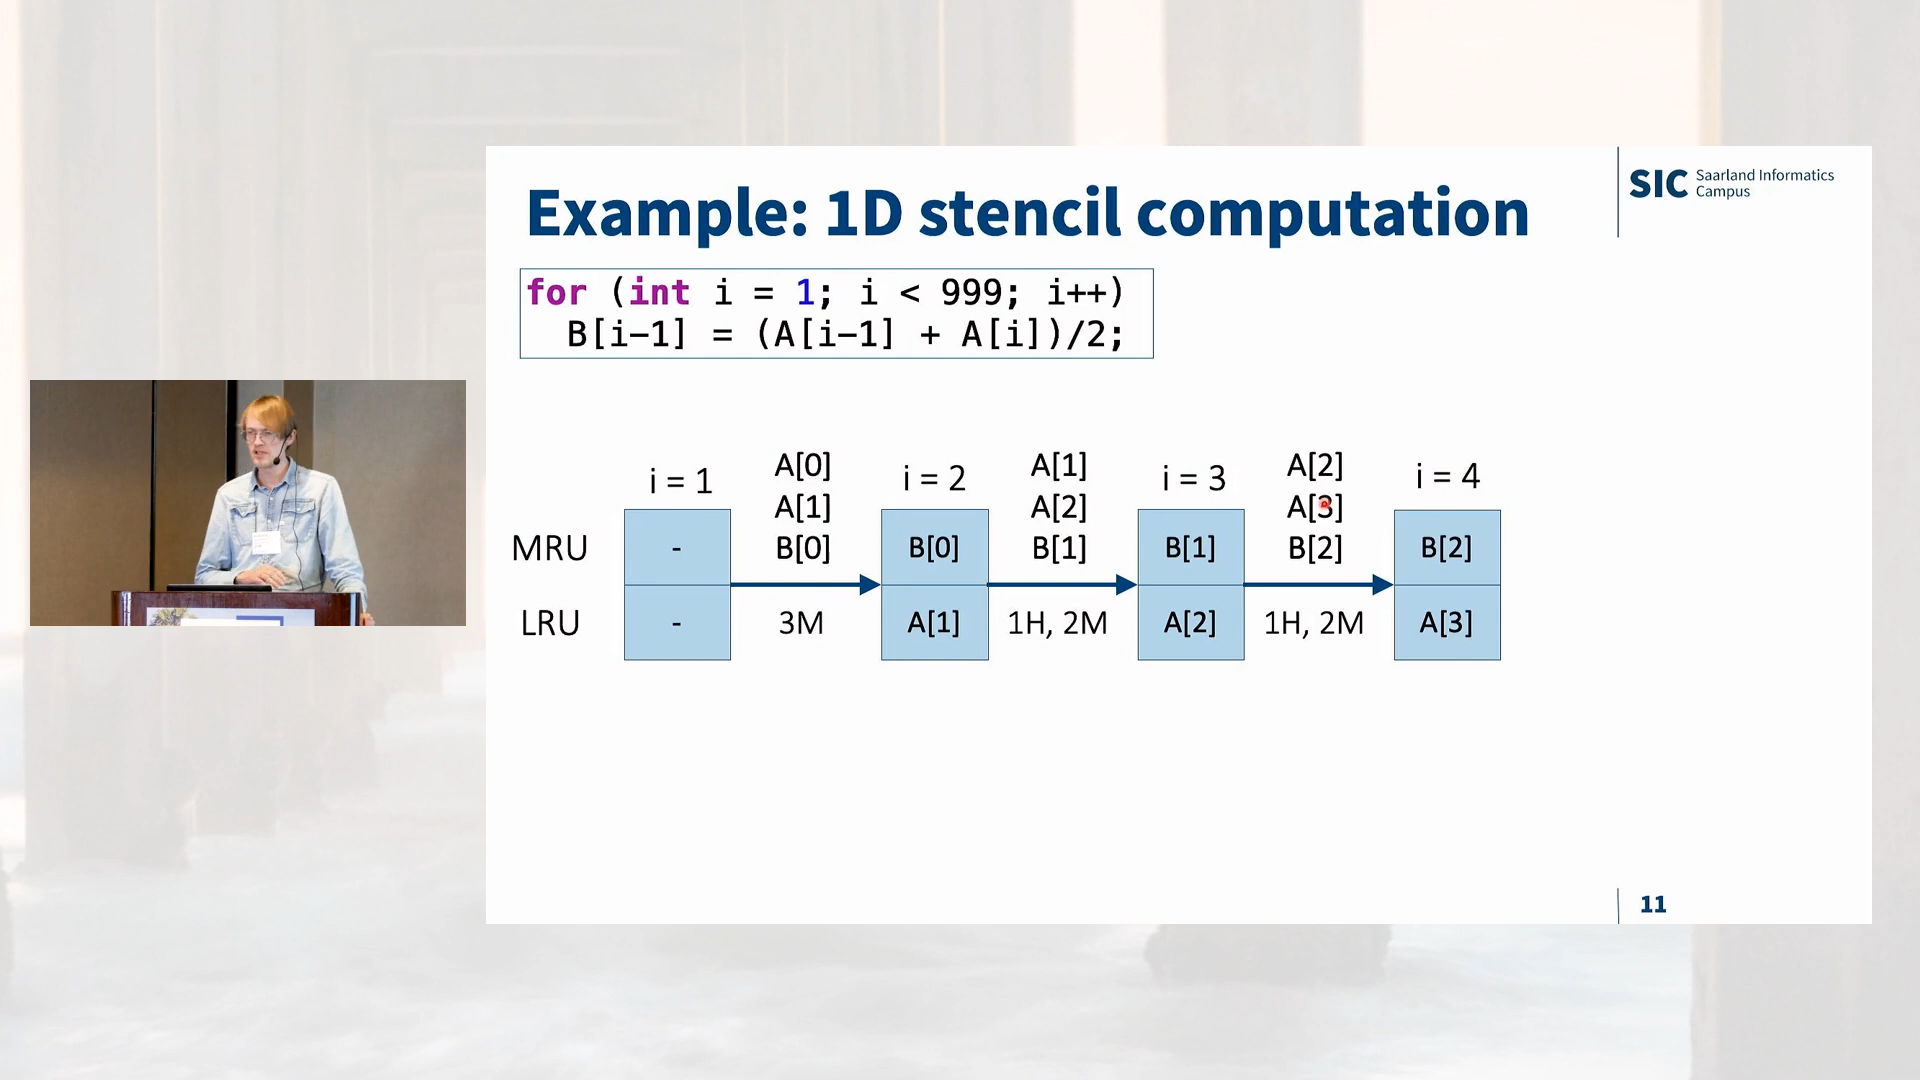 SIC Saarland Informatics
Campus
Example: 1D stencil computation
for (int i = 1; i < 999; i++)
B[i-1] = (A[i-1] + A[i])/2;
i = 1
A[0]
A[1]
B[0]
i = 2
A[1]
A[2]
B[1]
i = 3
A[2]
A[3]
B[2]
i = 4
MRU - B[0] B[1] B[2]
LRU - 3M A[1] 1H, 2M A[2] 1H, 2M A[3]
11